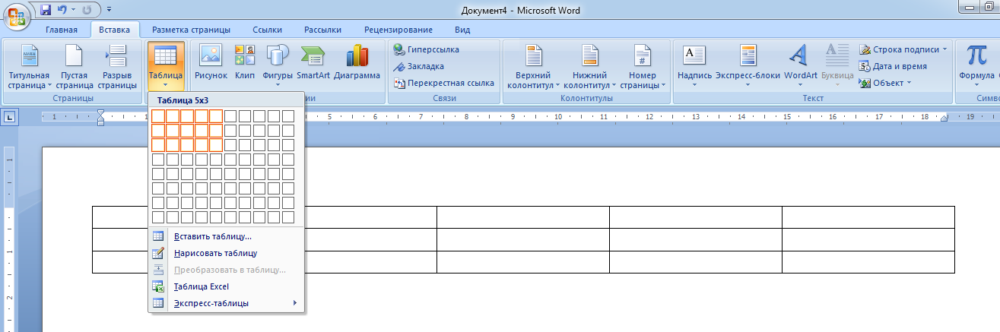 Документ4 - Microsoft Word
Главная Вставка Разметка страницы Ссылки Рассылки Рецензирование Вид
Титульная страница
Пустая страница
Разрыв страницы
Страницы
Таблица
Рисунок
Клип
Фигуры
SmartArt
Диаграмма
ии
Гиперссылка
Закладка
Перекрестная ссылка
Связи
Верхний колонтитул
Нижний колонтитул
Номер страницы
Колонтитулы
Надпись
Экспресс-блоки
WordArt
Буквица
Строка подписи
Дата и время
Объект
Текст
Формула
Симво
Таблица 5x3
1 1 5 6 7 8 9 10 11 12 13 14 15 16 17 18 19
Вставить таблицу...
Нарисовать таблицу
Преобразовать в таблицу...
Таблица Excel
Экспресс-таблицы
1
1
2